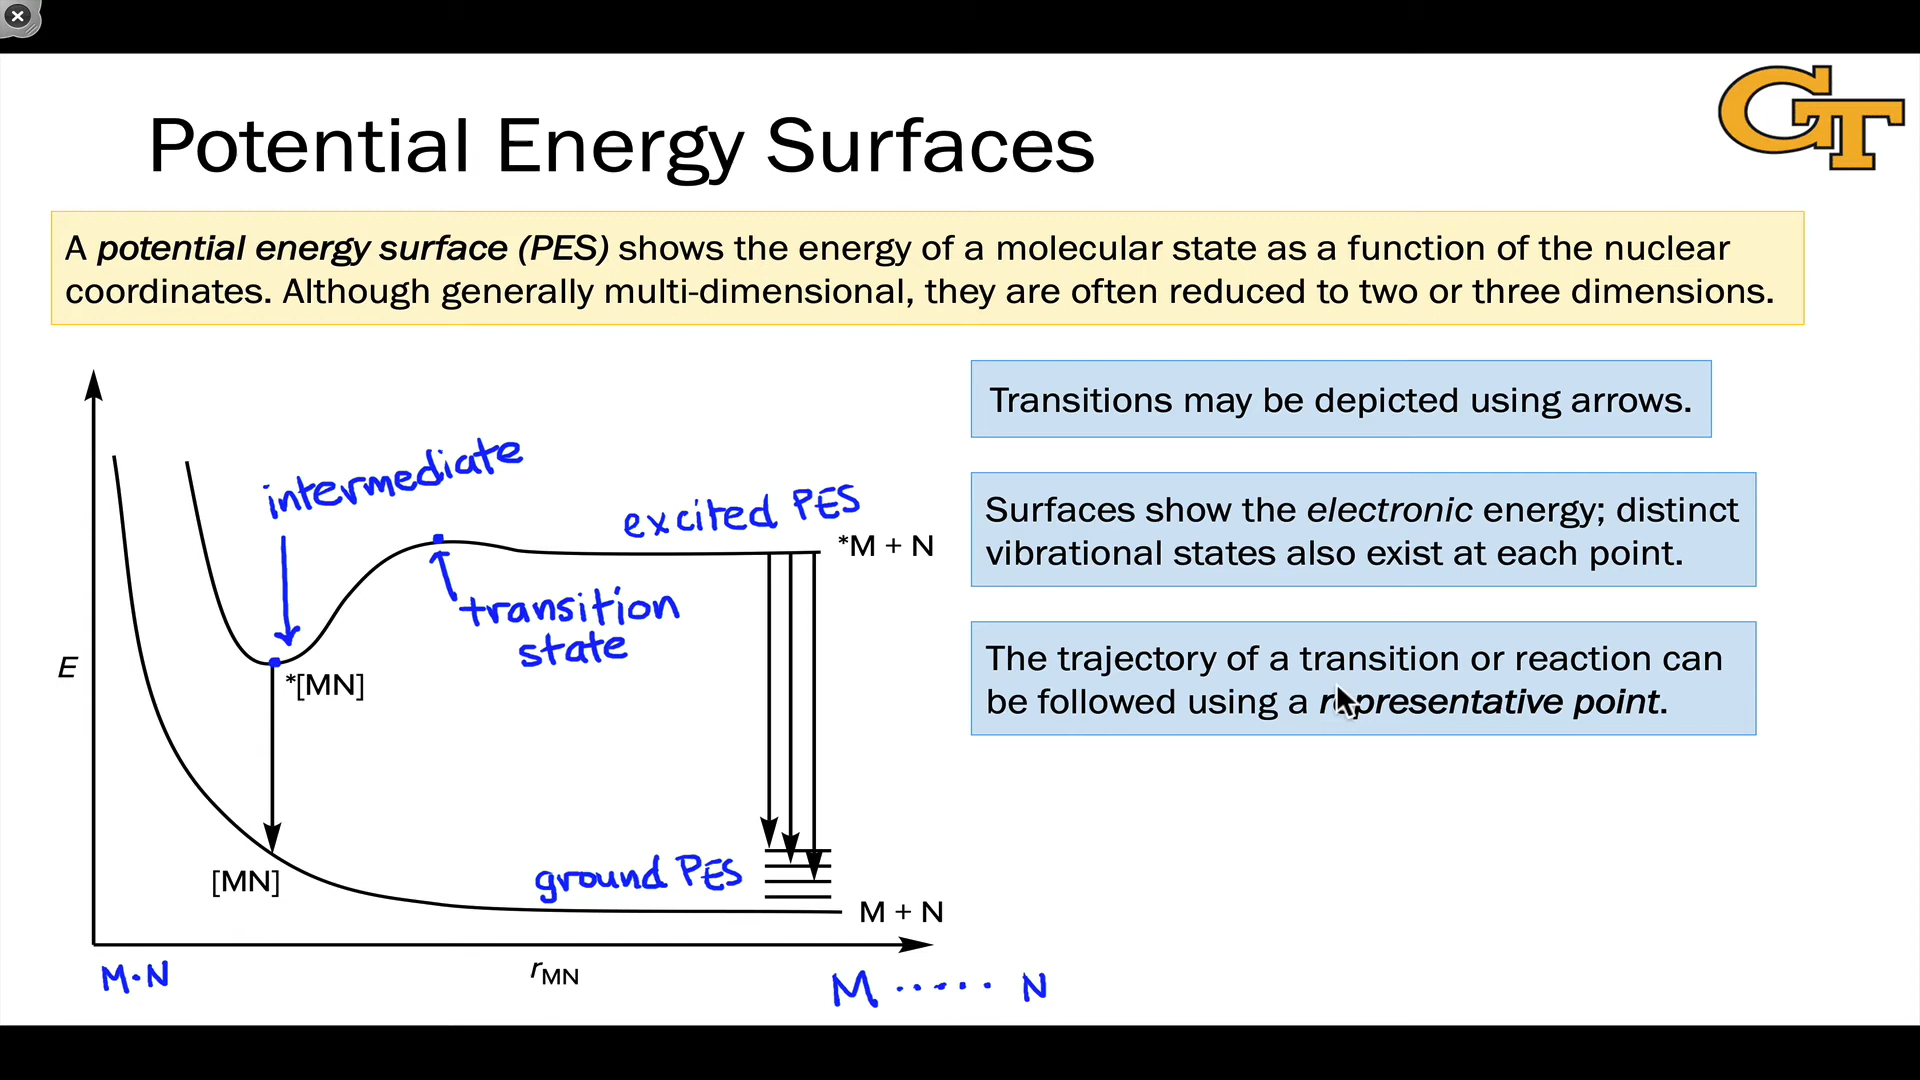 GT
Potential Energy Surfaces
A potential energy surface (PES) shows the energy of a molecular state as a function of the nuclear
coordinates. Although generally multi-dimensional, they are often reduced to two or three dimensions.
Transitions may be depicted using arrows.
Surfaces show the electronic energy; distinct
vibrational states also exist at each point.
The trajectory of a transition or reaction can
be followed using a representative point.
intermediate
excited PES
*M + N
transition
state
E
*[MN]
[MN]
ground PES
M + N
M·N
rMN
M ····· N